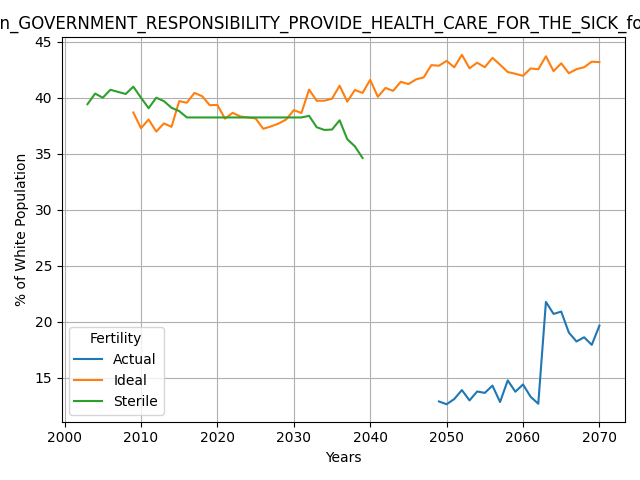 n_GOVERNMENT_RESPONSIBILITY_PROVIDE_HEALTH_CARE_FOR_THE_SICK_fo
45
40
35
30
25
20
15
% of White Population
Fertility
Actual
Ideal
Sterile
2000 2010 2020 2030 2040 2050 2060 2070
Years